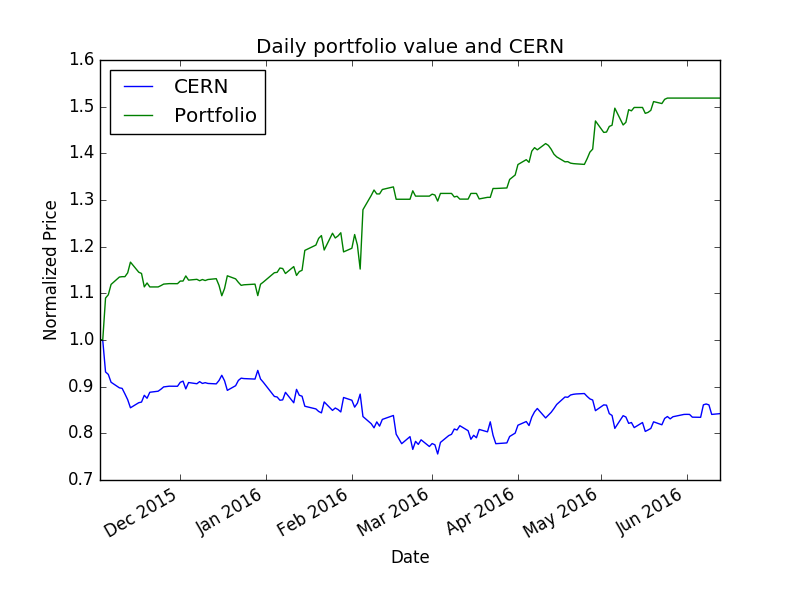 Daily portfolio value and CERN
CERN
Portfolio
Normalized Price
1.6
1.5
1.4
1.3
1.2
1.1
1.0
0.9
0.8
0.7
Dec 2015
Jan 2016
Feb 2016
Mar 2016
Apr 2016
May 2016
Jun 2016
Date